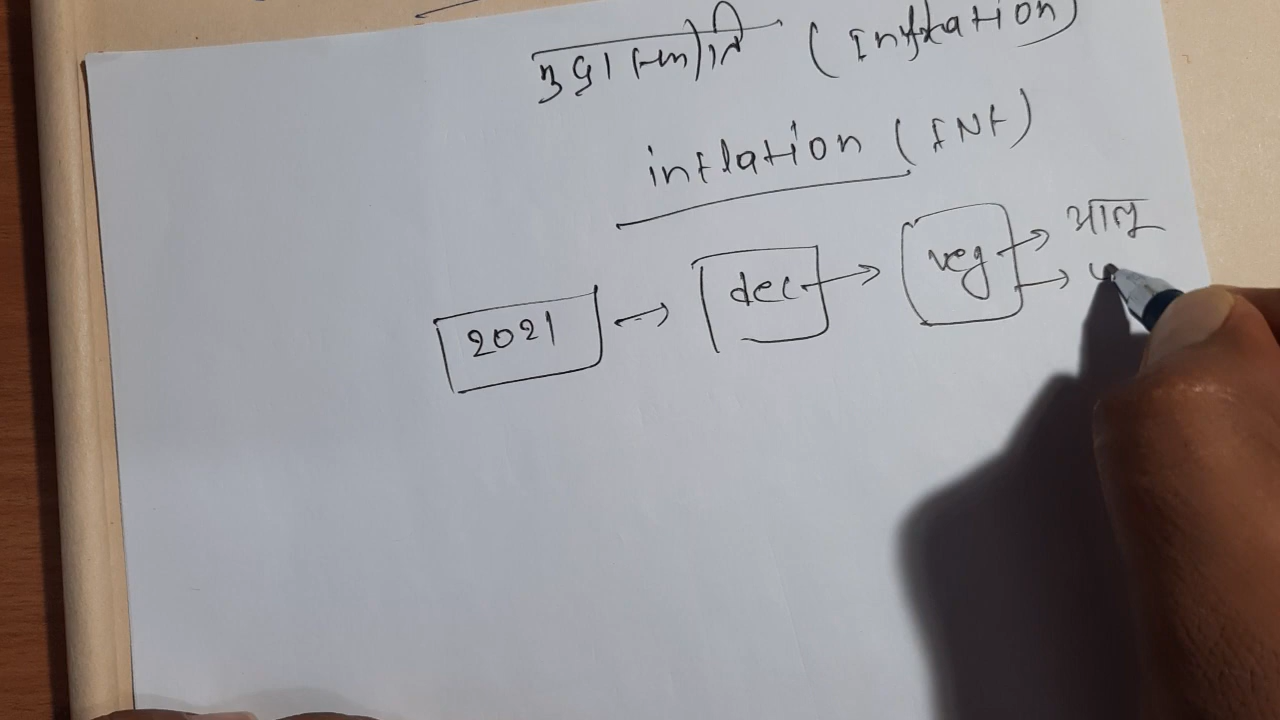 मुद्रास्फीति (Inflation)
inflation (INF)
2021 → dec → veg → आलू
→